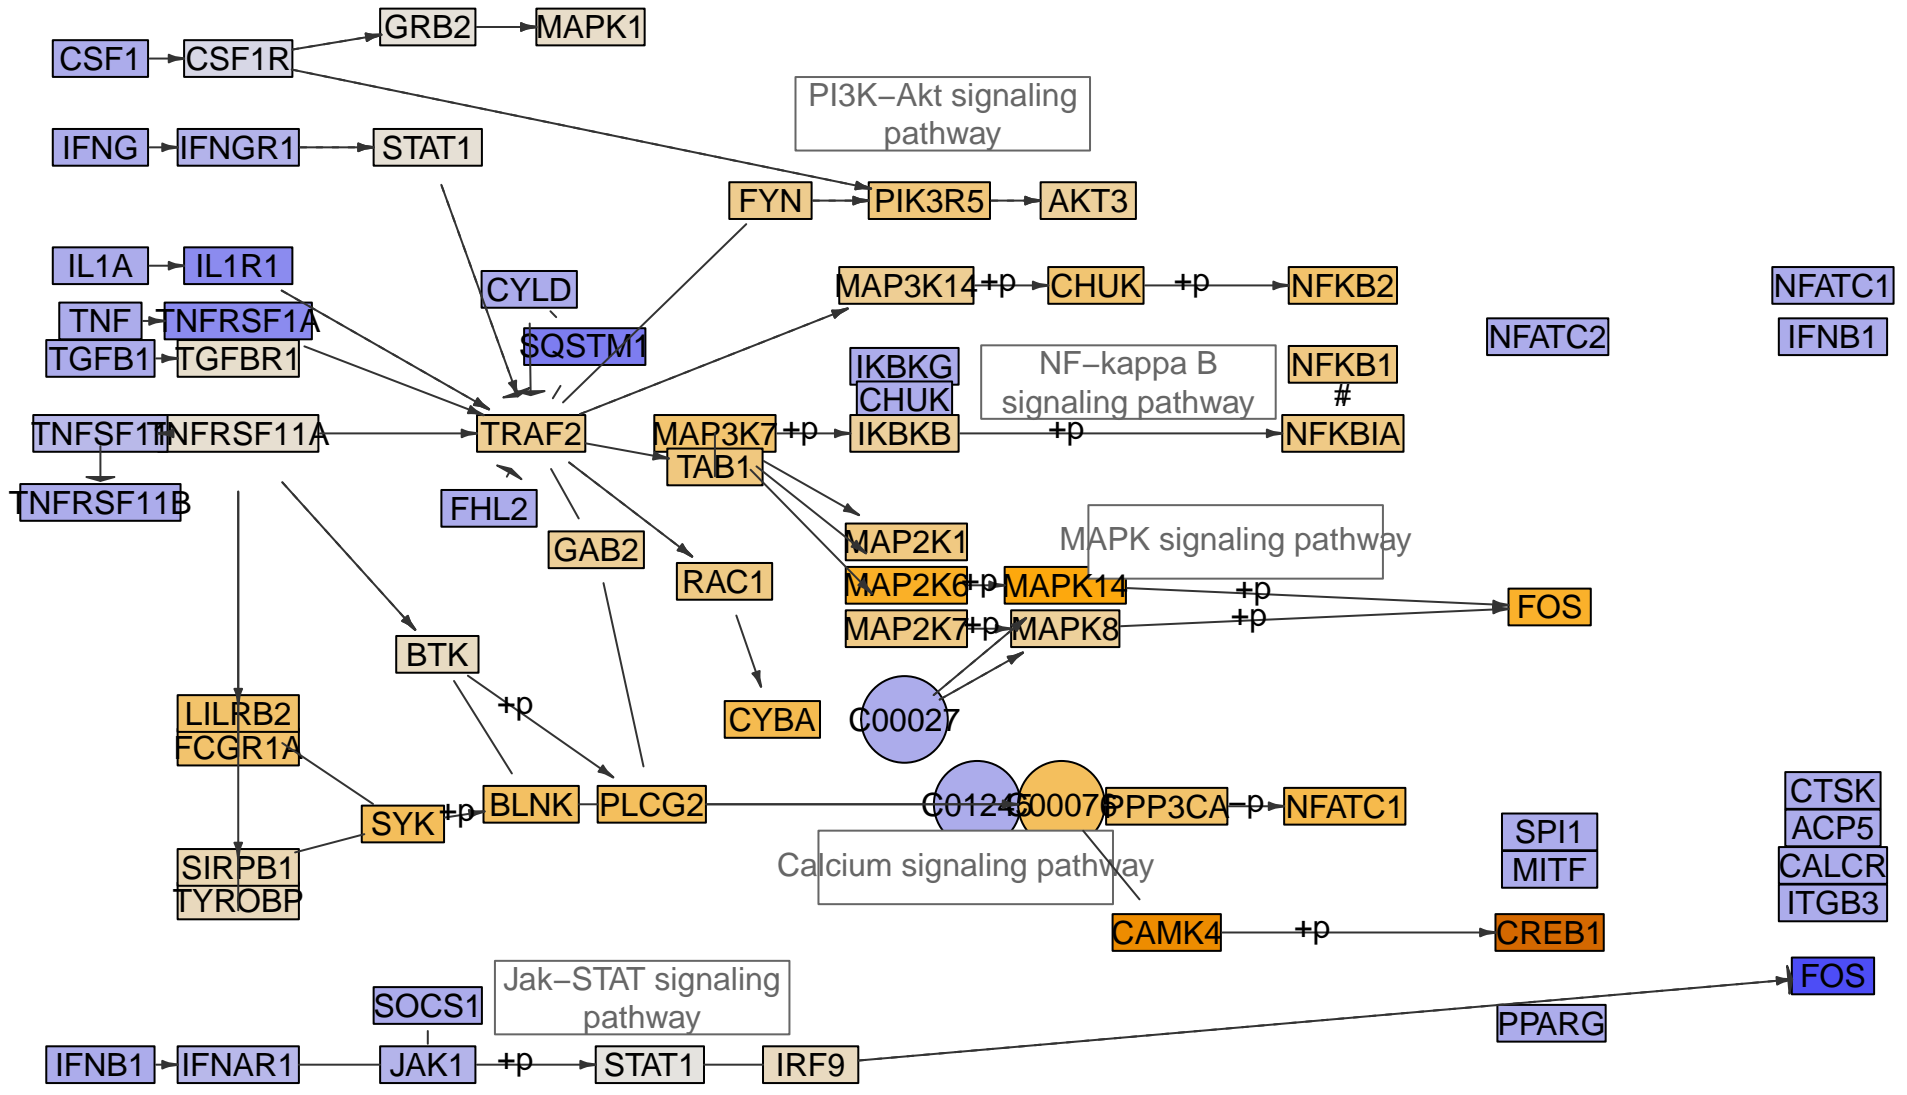 GRB2
MAPK1
CSF1
CSF1R
PI3K–Akt signaling
pathway
IFNG
IFNGR1
STAT1
FYN
PIK3R5
AKT3
IL1A
IL1R1
CYLD
MAP3K14
+p
CHUK
+p
NFKB2
NFATC1
TNF
TNFRSF1A
SQSTM1
NFATC2
IFNB1
TGFB1
TGFBR1
IKBKG
NF–kappa B
signaling pathway
NFKB1
CHUK
#
TNFRSF11A
TRAF2
MAP3K7
+p
IKBKB
+p
NFKBIA
TAB1
TNFRSF11B
FHL2
GAB2
MAP2K1
MAPK signaling pathway
RAC1
MAP2K6
+p
MAPK14
+p
FOS
MAP2K7
+p
MAPK8
+p
BTK
LILRB2
+p
CYBA
C00027
FCGR1A
SYK
+p
BLNK
PLCG2
C00076
PPP3CA
–p
NFATC1
CTSK
SPI1
ACP5
SIRPB1
Calcium signaling pathway
MITF
CALCR
TYROBP
ITGB3
CAMK4
+p
CREB1
Jak–STAT signaling
pathway
FOS
SOCS1
PPARG
IFNB1
IFNAR1
JAK1
+p
STAT1
IRF9